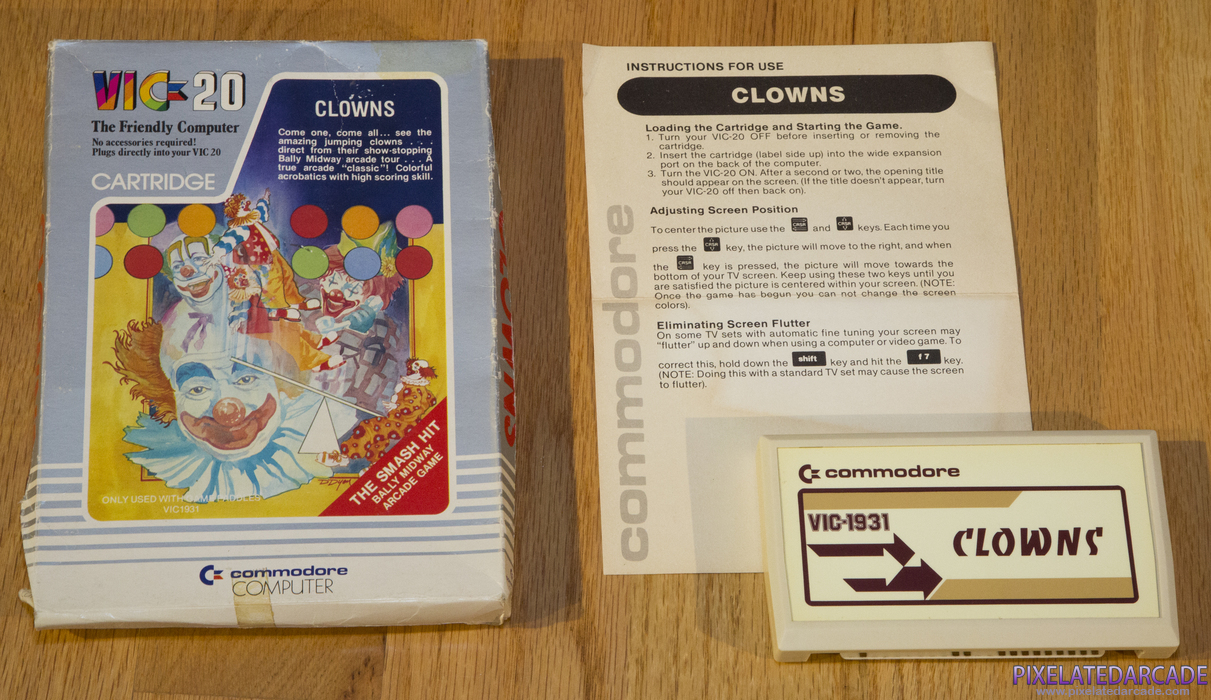 VIC-20
The Friendly Computer
No accessories required!
Plugs directly into your VIC 20
CARTRIDGE
CLOWNS
Come one, come all... see the
amazing jumping clowns . . .
direct from their show-stopping
Bally Midway arcade tour . . . A
true arcade “classic”! Colorful
acrobatics with high scoring skill.
THE SMASH HIT
BALLY MIDWAY
ARCADE GAME
ONLY USED WITH GAME PADDLES
VIC1931
commodore
COMPUTER
CLOWNS
INSTRUCTIONS FOR USE
CLOWNS
Loading the Cartridge and Starting the Game.
1. Turn your VIC-20 OFF before inserting or removing the
cartridge.
2. Insert the cartridge (label side up) into the wide expansion
port on the back of the computer.
3. Turn the VIC-20 ON. After a second or two, the opening title
should appear on the screen. (If the title doesn't appear, turn
your VIC-20 off then back on).
Adjusting Screen Position
To center the picture use the CRSR and CRSR keys. Each time you
press the CRSR key, the picture will move to the right, and when
the CRSR key is pressed, the picture will move towards the
bottom of your TV screen. Keep using these two keys until you
are satisfied the picture is centered within your screen. (NOTE:
Once the game has begun you can not change the screen
colors).
Eliminating Screen Flutter
On some TV sets with automatic fine tuning your screen may
“flutter” up and down when using a computer or video game. To
correct this, hold down the shift key and hit the f7 key.
(NOTE: Doing this with a standard TV set may cause the screen
to flutter).
commodore
commodore
VIC-1931
CLOWNS
PIXELATEDARCADE
www.pixelatedarcade.com